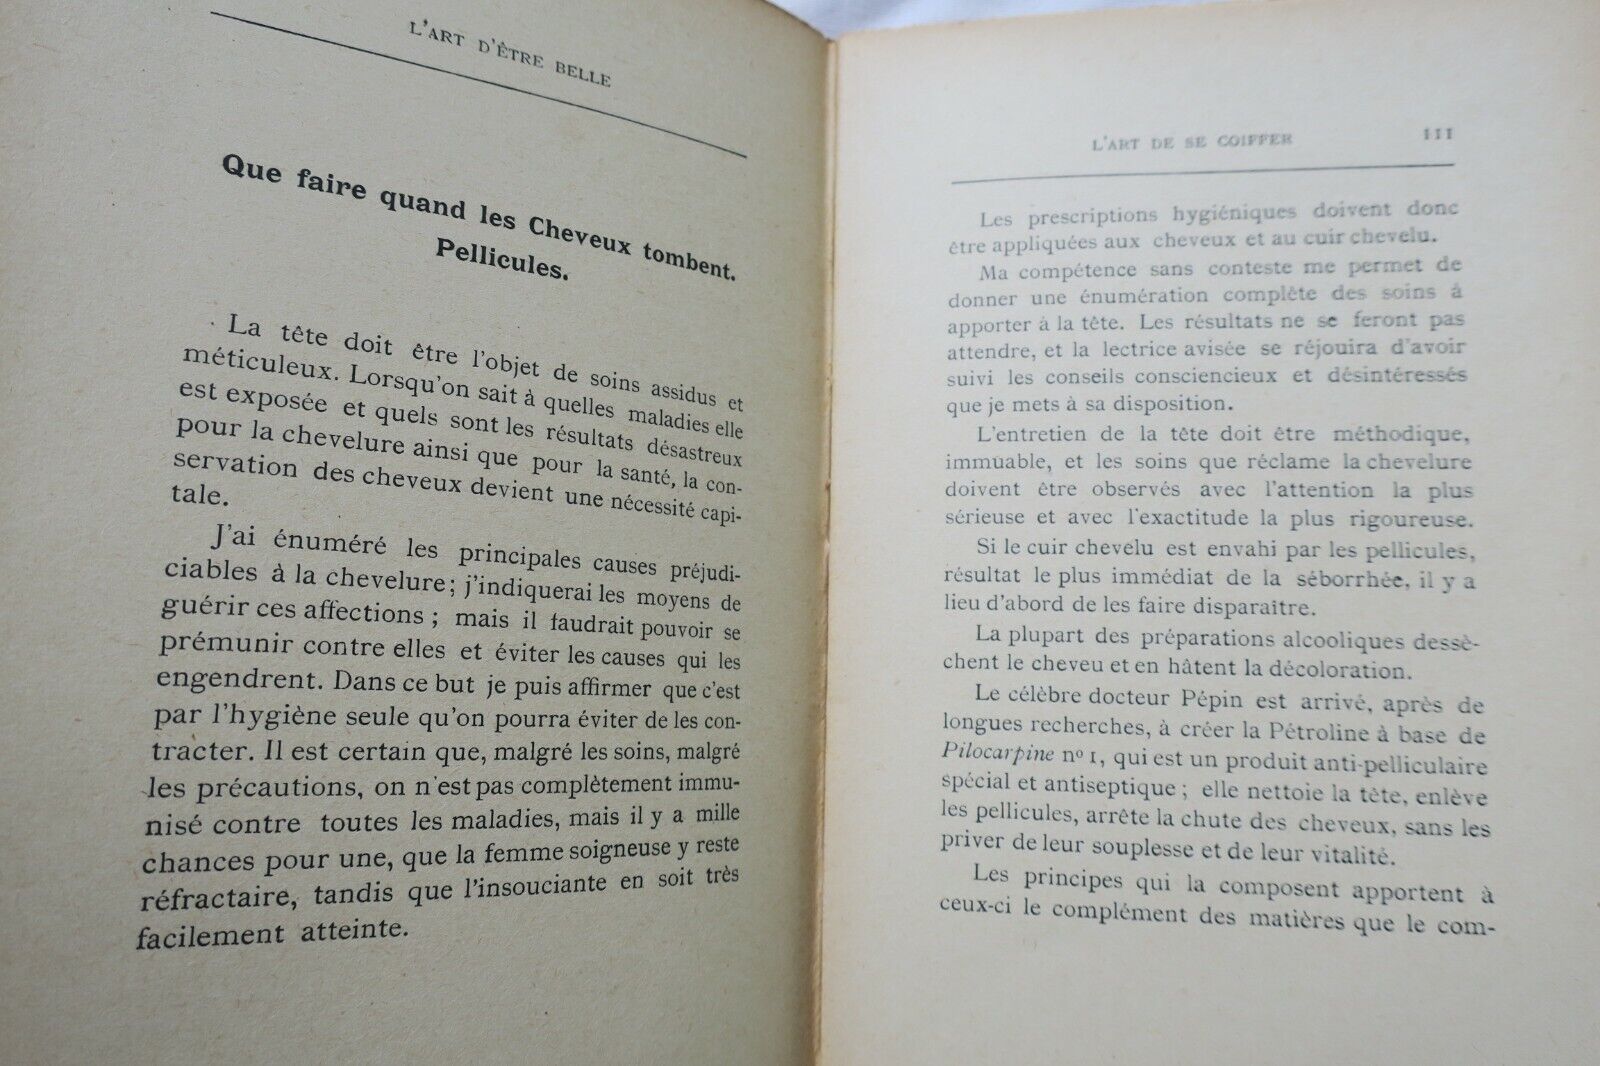 L'ART D'ÊTRE BELLE
Que faire quand les Cheveux tombent.
Pellicules.
La tête doit être l'objet de soins assidus et
méticuleux. Lorsqu'on sait à quelles maladies elle
est exposée et quels sont les résultats désastreux
pour la chevelure ainsi que pour la santé, la con-
servation des cheveux devient une nécessité capi-
tale.
J'ai énuméré les principales causes préjudi-
ciables à la chevelure; j'indiquerai les moyens de
guérir ces affections ; mais il faudrait pouvoir se
prémunir contre elles et éviter les causes qui les
engendrent. Dans ce but je puis affirmer que c'est
par l'hygiène seule qu'on pourra éviter de les con-
tracter. Il est certain que, malgré les soins, malgré
les précautions, on n'est pas complètement immu-
nisé contre toutes les maladies, mais il y a mille
chances pour une, que la femme soigneuse y reste
réfractaire, tandis que l'insouciante en soit très
facilement atteinte.
L'ART DE SE COIFFER 111
Les prescriptions hygiéniques doivent donc
être appliquées aux cheveux et au cuir chevelu.
Ma compétence sans conteste me permet de
donner une énumération complète des soins à
apporter à la tête. Les résultats ne se feront pas
attendre, et la lectrice avisée se réjouira d'avoir
suivi les conseils consciencieux et désintéressés
que je mets à sa disposition.
L'entretien de la tête doit être méthodique,
immuable, et les soins que réclame la chevelure
doivent être observés avec l'attention la plus
sérieuse et avec l'exactitude la plus rigoureuse.
Si le cuir chevelu est envahi par les pellicules,
résultat le plus immédiat de la séborrhée, il y a
lieu d'abord de les faire disparaître.
La plupart des préparations alcooliques dessè-
chent le cheveu et en hâtent la décoloration.
Le célèbre docteur Pépin est arrivé, après de
longues recherches, à créer la Pétroline à base de
Pilocarpine nº 1, qui est un produit anti-pelliculaire
spécial et antiseptique ; elle nettoie la tête, enlève
les pellicules, arrête la chute des cheveux, sans les
priver de leur souplesse et de leur vitalité.
Les principes qui la composent apportent à
ceux-ci le complément des matières que le com-